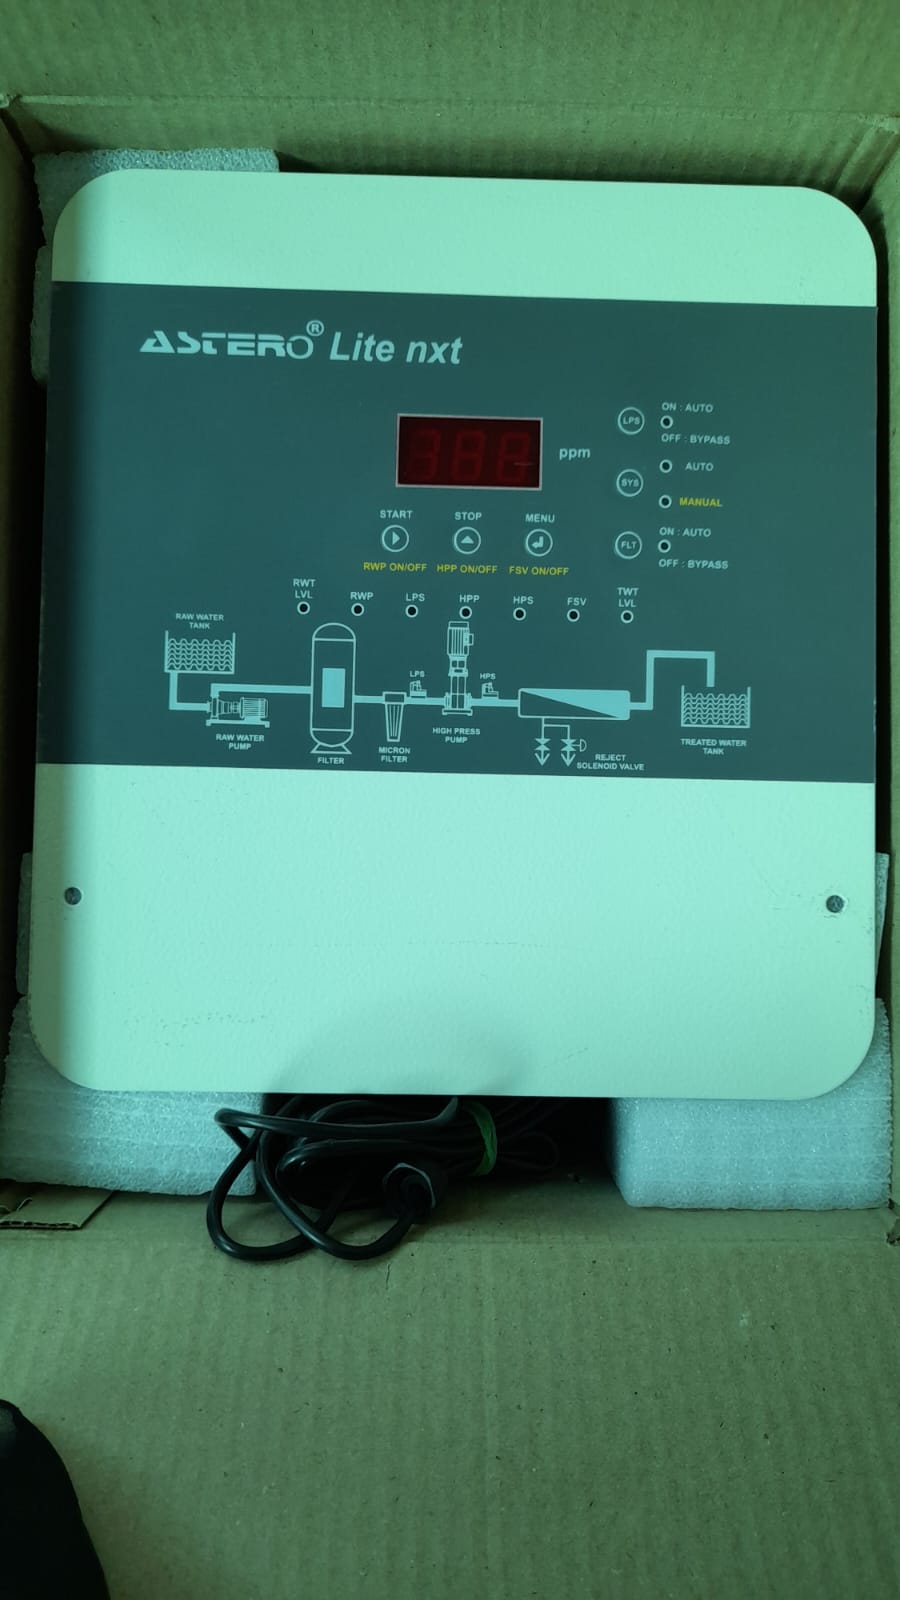 ASTERO® Lite nxt
ppm
LPS
ON : AUTO
OFF : BYPASS
SYS
AUTO
MANUAL
FLT
ON : AUTO
OFF : BYPASS
START
STOP
MENU
RWP ON/OFF
HPP ON/OFF
FSV ON/OFF
RWT
LVL
RWP
LPS
HPP
HPS
FSV
TWT
LVL
RAW WATER
TANK
RAW WATER
PUMP
FILTER
MICRON
FILTER
LPS
HIGH PRESS
PUMP
HPS
REJECT
SOLENOID VALVE
TREATED WATER
TANK